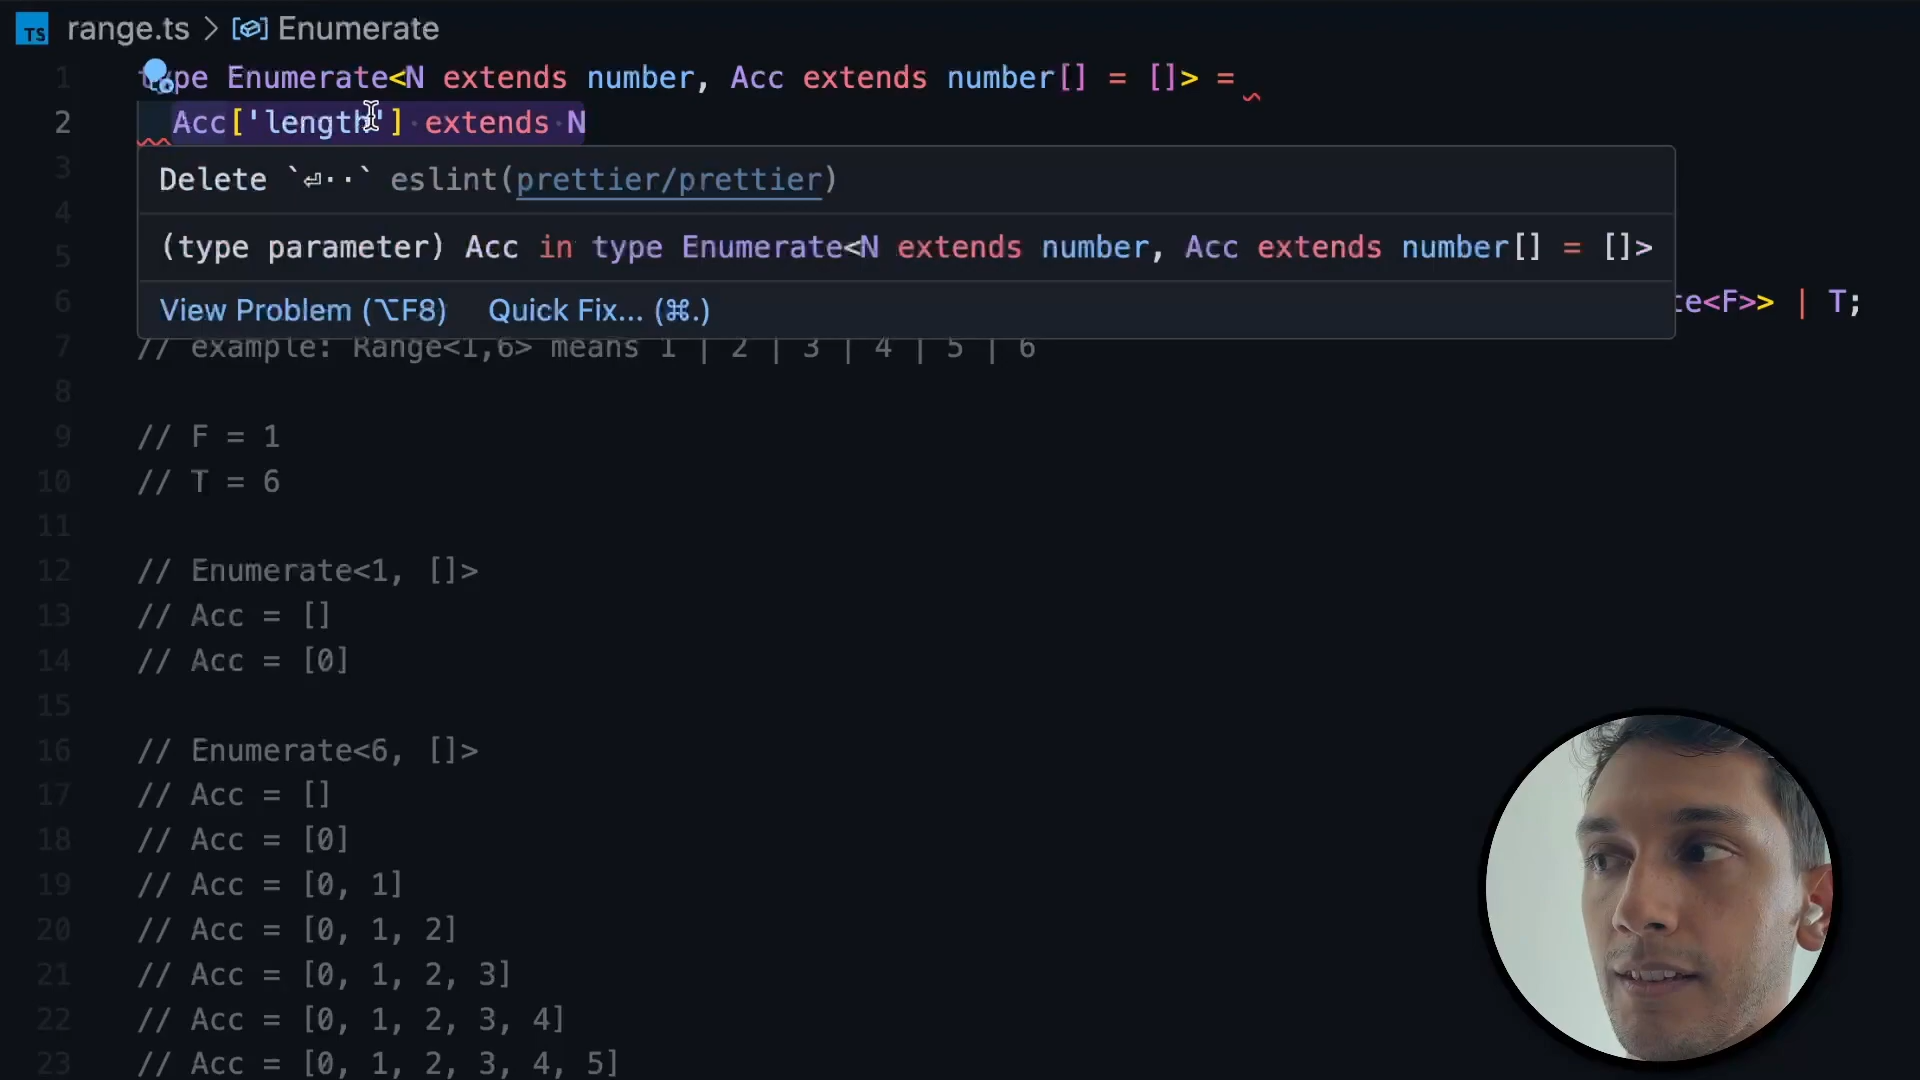 TS range.ts > Enumerate
1 type Enumerate<N extends number, Acc extends number[] = []> =
2 Acc['length'] extends N
3
Delete `⏎··` eslint(prettier/prettier)
4
5 (type parameter) Acc in type Enumerate<N extends number, Acc extends number[] = []>
6 View Problem (⌥F8) Quick Fix... (⌘.) te<F>> | T;
7 // example: Range<1,6> means 1 | 2 | 3 | 4 | 5 | 6
8
9 // F = 1
10 // T = 6
11
12 // Enumerate<1, []>
13 // Acc = []
14 // Acc = [0]
15
16 // Enumerate<6, []>
17 // Acc = []
18 // Acc = [0]
19 // Acc = [0, 1]
20 // Acc = [0, 1, 2]
21 // Acc = [0, 1, 2, 3]
22 // Acc = [0, 1, 2, 3, 4]
23 // Acc = [0, 1, 2, 3, 4, 5]